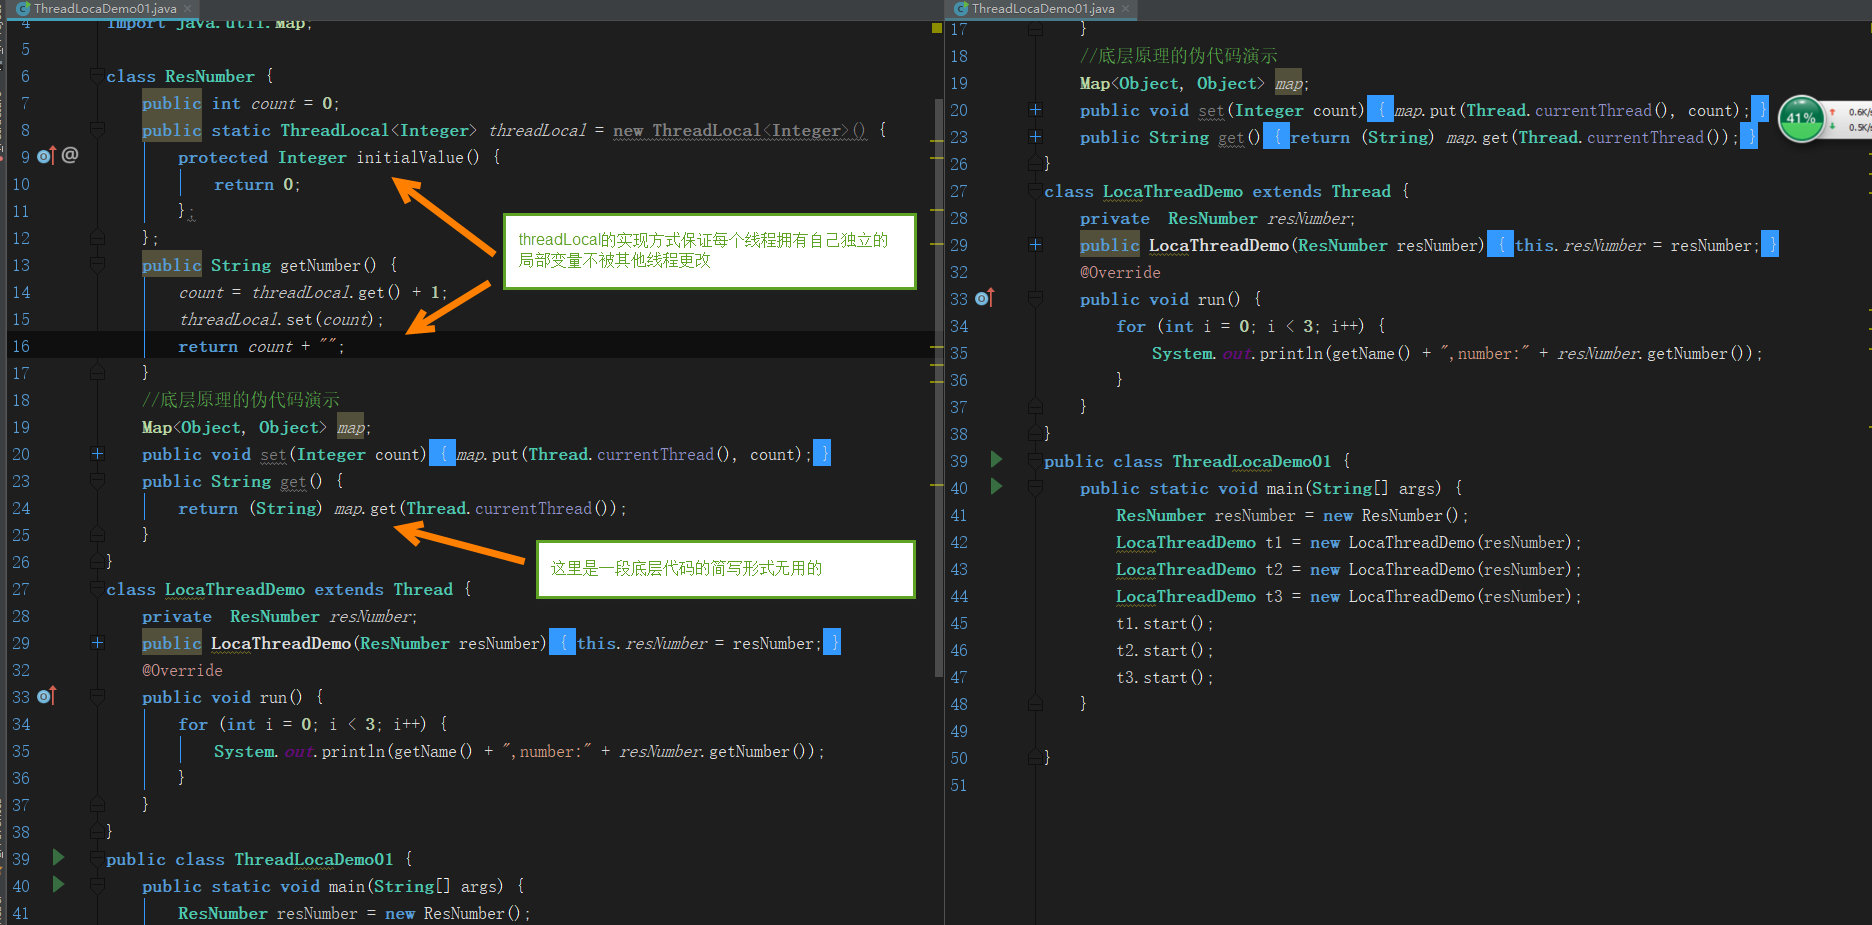 ThreadLocaDemo01.java
4 import java.util.Map;
5
6 class ResNumber {
7 public int count = 0;
8 public static ThreadLocal<Integer> threadLocal = new ThreadLocal<Integer>() {
9 protected Integer initialValue() {
10 return 0;
11 };
12 };
13 public String getNumber() {
14 count = threadLocal.get() + 1;
15 threadLocal.set(count);
16 return count + "";
17 }
18 //底层原理的伪代码演示
19 Map<Object, Object> map;
20 public void set(Integer count) { map.put(Thread.currentThread(), count); }
23 public String get() {
24 return (String) map.get(Thread.currentThread());
25 }
26 }
27 class LocaThreadDemo extends Thread {
28 private ResNumber resNumber;
29 public LocaThreadDemo(ResNumber resNumber) { this.resNumber = resNumber; }
32 @Override
33 public void run() {
34 for (int i = 0; i < 3; i++) {
35 System.out.println(getName() + ",number:" + resNumber.getNumber());
36 }
37 }
38 }
39 public class ThreadLocaDemo01 {
40 public static void main(String[] args) {
41 ResNumber resNumber = new ResNumber();
threadLocal的实现方式保证每个线程拥有自己独立的
局部变量不被其他线程更改
这里是一段底层代码的简写形式无用的
ThreadLocaDemo01.java
17 }
18 //底层原理的伪代码演示
19 Map<Object, Object> map;
20 public void set(Integer count) { map.put(Thread.currentThread(), count); }
23 public String get() { return (String) map.get(Thread.currentThread()); }
26 }
27 class LocaThreadDemo extends Thread {
28 private ResNumber resNumber;
29 public LocaThreadDemo(ResNumber resNumber) { this.resNumber = resNumber; }
32 @Override
33 public void run() {
34 for (int i = 0; i < 3; i++) {
35 System.out.println(getName() + ",number:" + resNumber.getNumber());
36 }
37 }
38 }
39 public class ThreadLocaDemo01 {
40 public static void main(String[] args) {
41 ResNumber resNumber = new ResNumber();
42 LocaThreadDemo t1 = new LocaThreadDemo(resNumber);
43 LocaThreadDemo t2 = new LocaThreadDemo(resNumber);
44 LocaThreadDemo t3 = new LocaThreadDemo(resNumber);
45 t1.start();
46 t2.start();
47 t3.start();
48 }
49
50 }
51
41%
0.6K/s
0.5K/s